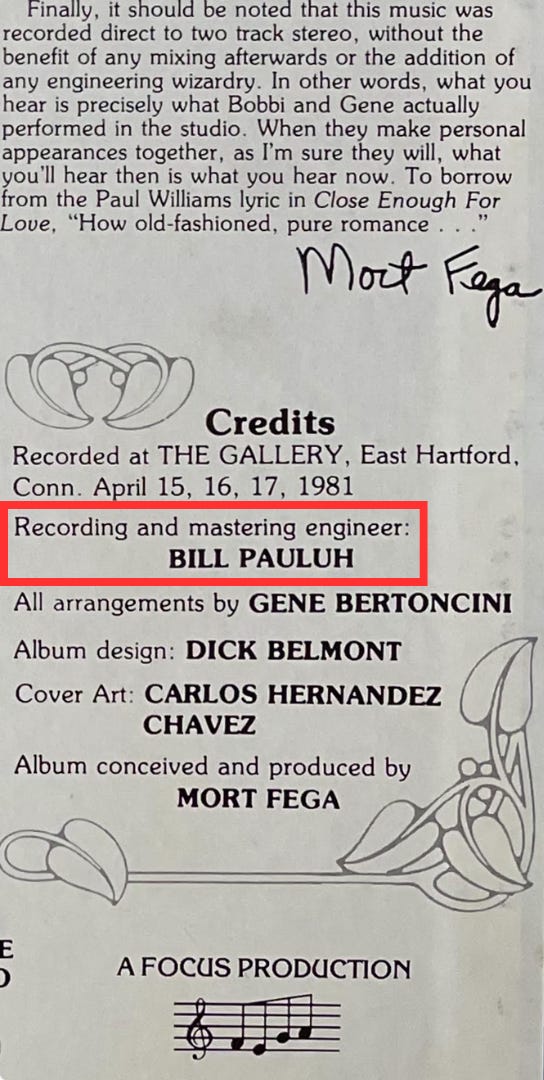 Finally, it should be noted that this music was
recorded direct to two track stereo, without the
benefit of any mixing afterwards or the addition of
any engineering wizardry. In other words, what you
hear is precisely what Bobbi and Gene actually
performed in the studio. When they make personal
appearances together, as I'm sure they will, what
you'll hear then is what you hear now. To borrow
from the Paul Williams lyric in Close Enough For
Love, “How old-fashioned, pure romance . . .”
Mort Fega
Credits
Recorded at THE GALLERY, East Hartford,
Conn. April 15, 16, 17, 1981
Recording and mastering engineer:
BILL PAULUH
All arrangements by GENE BERTONCINI
Album design: DICK BELMONT
Cover Art: CARLOS HERNANDEZ
CHAVEZ
Album conceived and produced by
MORT FEGA
E
A FOCUS PRODUCTION